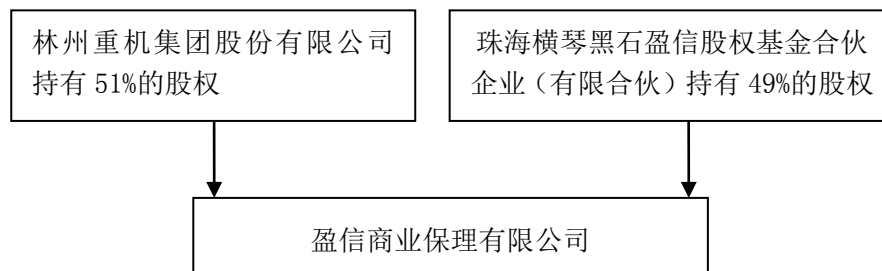 林州重机集团股份有限公司
持有 51%的股权
珠海横琴黑石盈信股权基金合伙
企业（有限合伙）持有 49%的股权
盈信商业保理有限公司